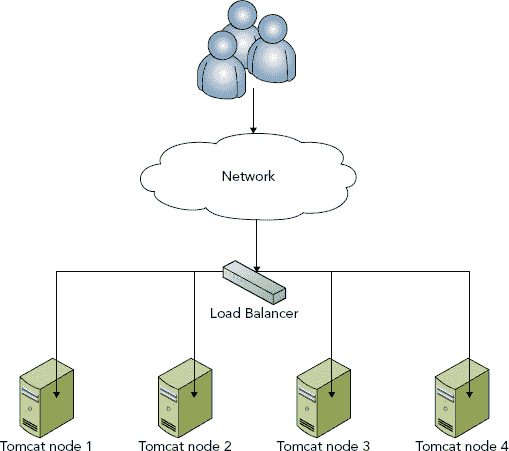 Network
Load Balancer
Tomcat node 1
Tomcat node 2
Tomcat node 3
Tomcat node 4